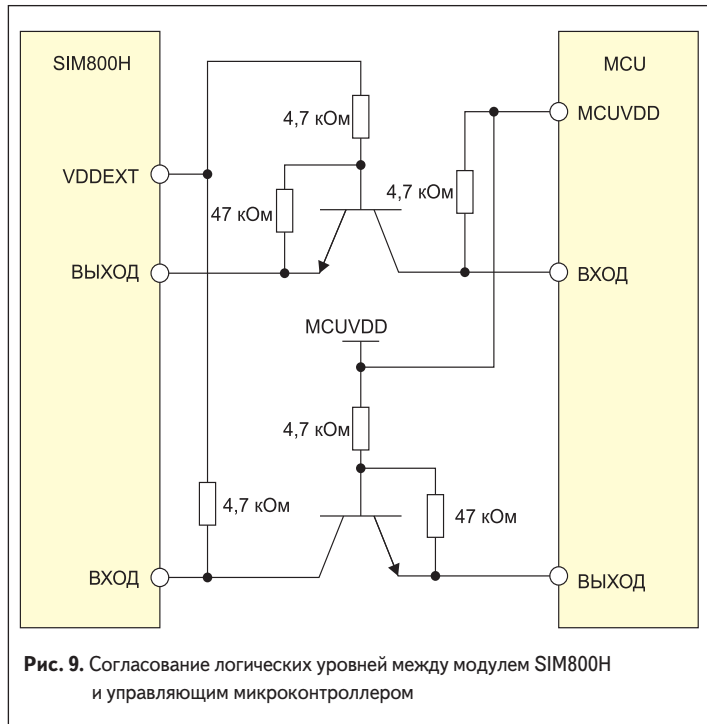 SIM800H
MCU
4,7 кОм
MCUVDD
VDDEXT
4,7 кОм
47 кОм
ВЫХОД
ВХОД
MCUVDD
4,7 кОм
4,7 кОм
47 кОм
ВХОД
ВЫХОД
Рис. 9. Согласование логических уровней между модулем SIM800H
и управляющим микроконтроллером